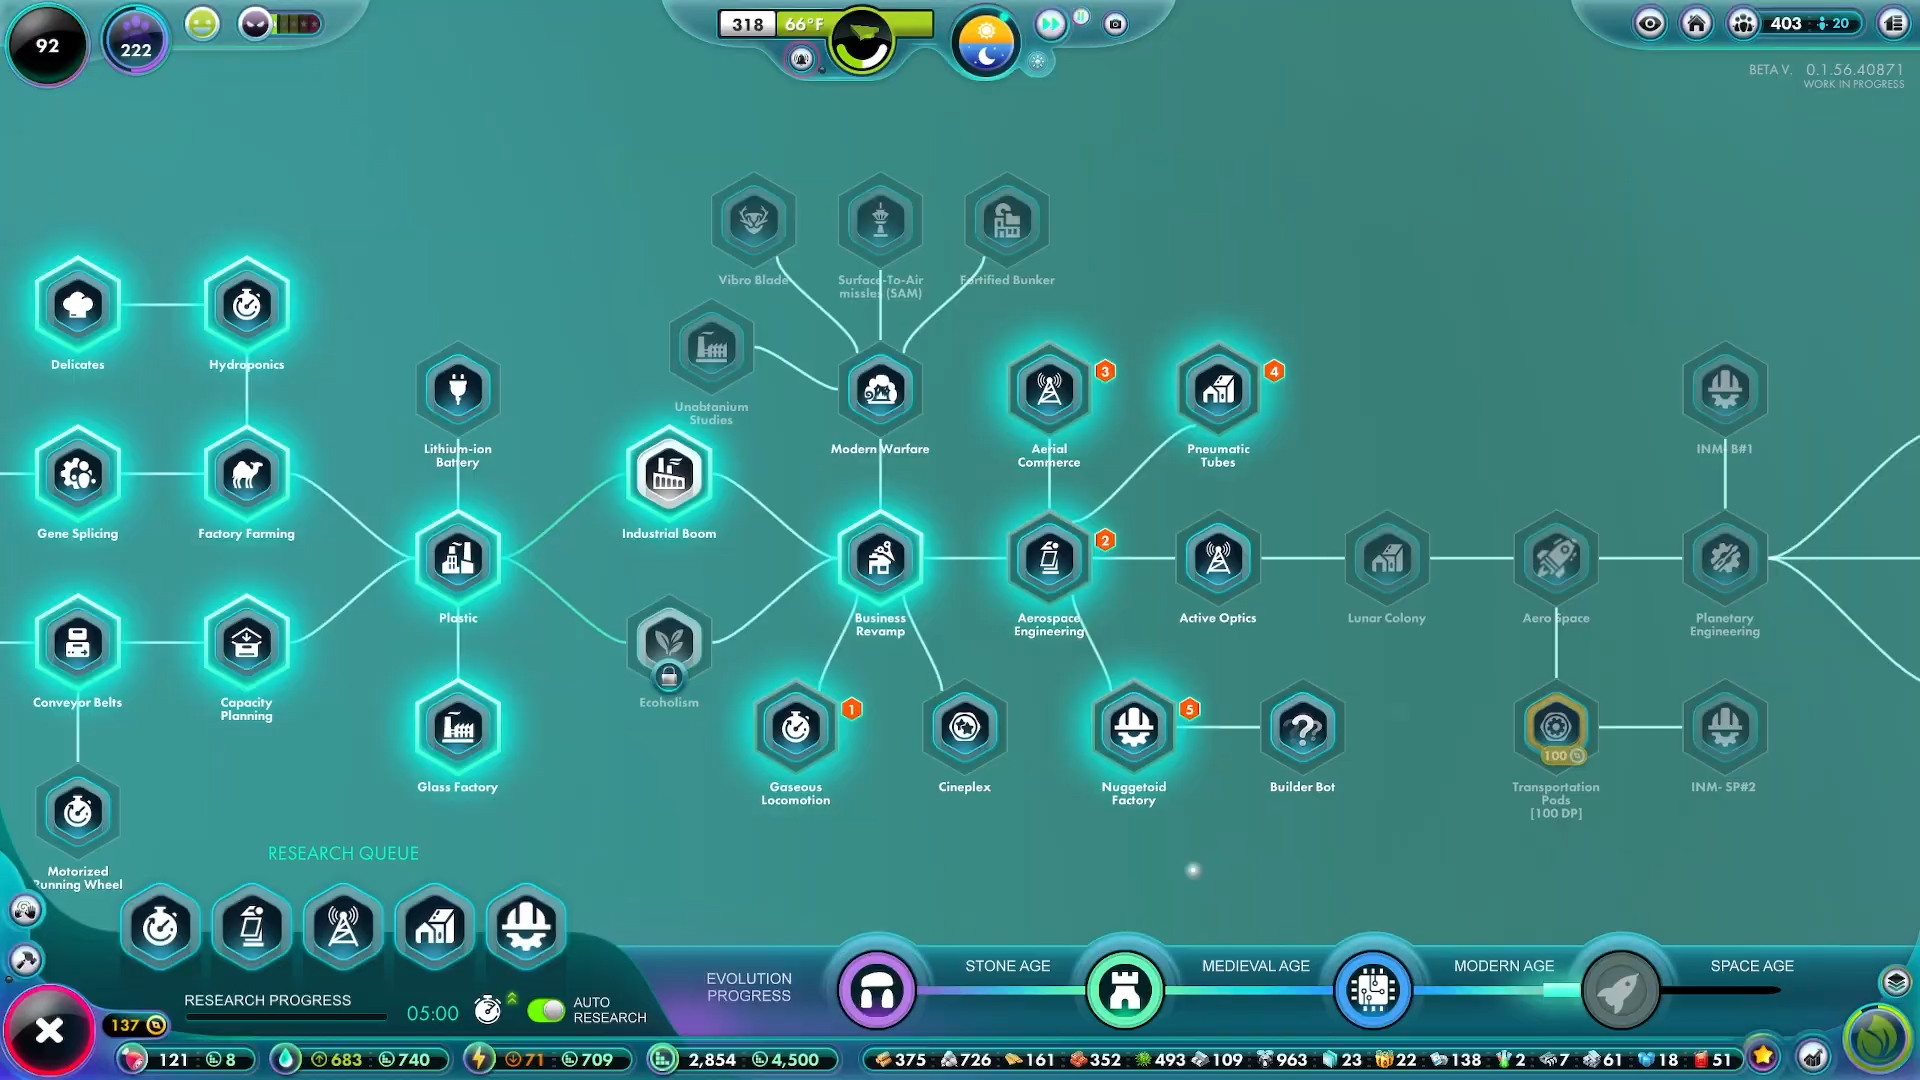 92
222
318
66°F
403
20
BETA V. 0.1.56.40871
WORK IN PROGRESS
Vibro Blade
Surface-To-Air
missles (SAM)
Fortified Bunker
Delicates
Hydroponics
Unabtanium
Studies
Lithium-ion
Battery
Modern Warfare
3
Aerial
Commerce
4
Pneumatic
Tubes
INM- B#1
Gene Splicing
Factory Farming
Industrial Boom
Plastic
Business
Revamp
2
Aerospace
Engineering
Active Optics
Lunar Colony
Aero Space
Planetary
Engineering
Conveyor Belts
Capacity
Planning
Ecoholism
Glass Factory
1
Gaseous
Locomotion
Cineplex
5
Nuggetoid
Factory
Builder Bot
100
Transportation
Pods
[100 DP]
INM- SP#2
Motorized
Running Wheel
RESEARCH QUEUE
RESEARCH PROGRESS
05:00
AUTO
RESEARCH
EVOLUTION
PROGRESS
STONE AGE
MEDIEVAL AGE
MODERN AGE
SPACE AGE
137
121
8
683
740
71
709
2,854
4,500
375
726
161
352
493
109
963
23
22
138
2
7
61
18
51